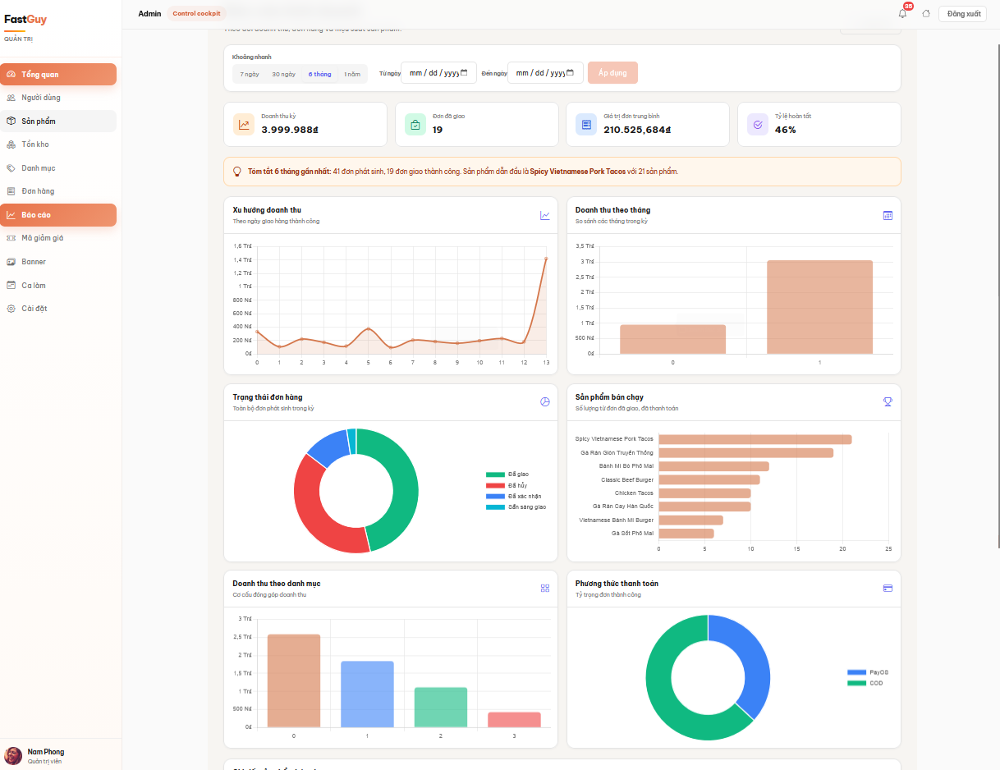 FastGuy
QUẢN TRỊ
Tổng quan
Người dùng
Sản phẩm
Tồn kho
Danh mục
Đơn hàng
Báo cáo
Mã giảm giá
Banner
Ca làm
Cài đặt
Nam Phong
Quản trị viên
Admin
Control cockpit
Đăng xuất
Theo dõi doanh thu, đơn hàng và hiệu suất sản phẩm.
Khoảng nhanh
7 ngày 30 ngày 6 tháng 1 năm
Từ ngày mm / dd / yyyy
Đến ngày mm / dd / yyyy
Áp dụng
Doanh thu kỳ
3.999.988₫
Đơn đã giao
19
Giá trị đơn trung bình
210.525,684₫
Tỷ lệ hoàn tất
46%
Tóm tắt 6 tháng gần nhất: 41 đơn phát sinh, 19 đơn giao thành công. Sản phẩm dẫn đầu là Spicy Vietnamese Pork Tacos với 21 sản phẩm.
Xu hướng doanh thu
Theo ngày giao hàng thành công
1,6 Tr₫
1,4 Tr₫
1,2 Tr₫
1 Tr₫
800 N₫
600 N₫
400 N₫
200 N₫
0₫
0 1 2 3 4 5 6 7 8 9 10 11 12 13
Doanh thu theo tháng
So sánh các tháng trong kỳ
3,5 Tr₫
3 Tr₫
2,5 Tr₫
2 Tr₫
1,5 Tr₫
1 Tr₫
500 N₫
0₫
0 1
Trạng thái đơn hàng
Toàn bộ đơn phát sinh trong kỳ
Đã giao
Đã hủy
Đã xác nhận
Sẵn sàng giao
Sản phẩm bán chạy
Số lượng từ đơn đã giao, đã thanh toán
Spicy Vietnamese Pork Tacos
Gà Rán Giòn Truyền Thống
Bánh Mì Bò Phô Mai
Classic Beef Burger
Chicken Tacos
Gà Rán Cay Hàn Quốc
Vietnamese Bánh Mì Burger
Gà Sốt Phô Mai
0 5 10 15 20 25
Doanh thu theo danh mục
Cơ cấu đóng góp doanh thu
3 Tr₫
2,5 Tr₫
2 Tr₫
1,5 Tr₫
1 Tr₫
500 N₫
0₫
0 1 2 3
Phương thức thanh toán
Tỷ trọng đơn thành công
PayOS
COD